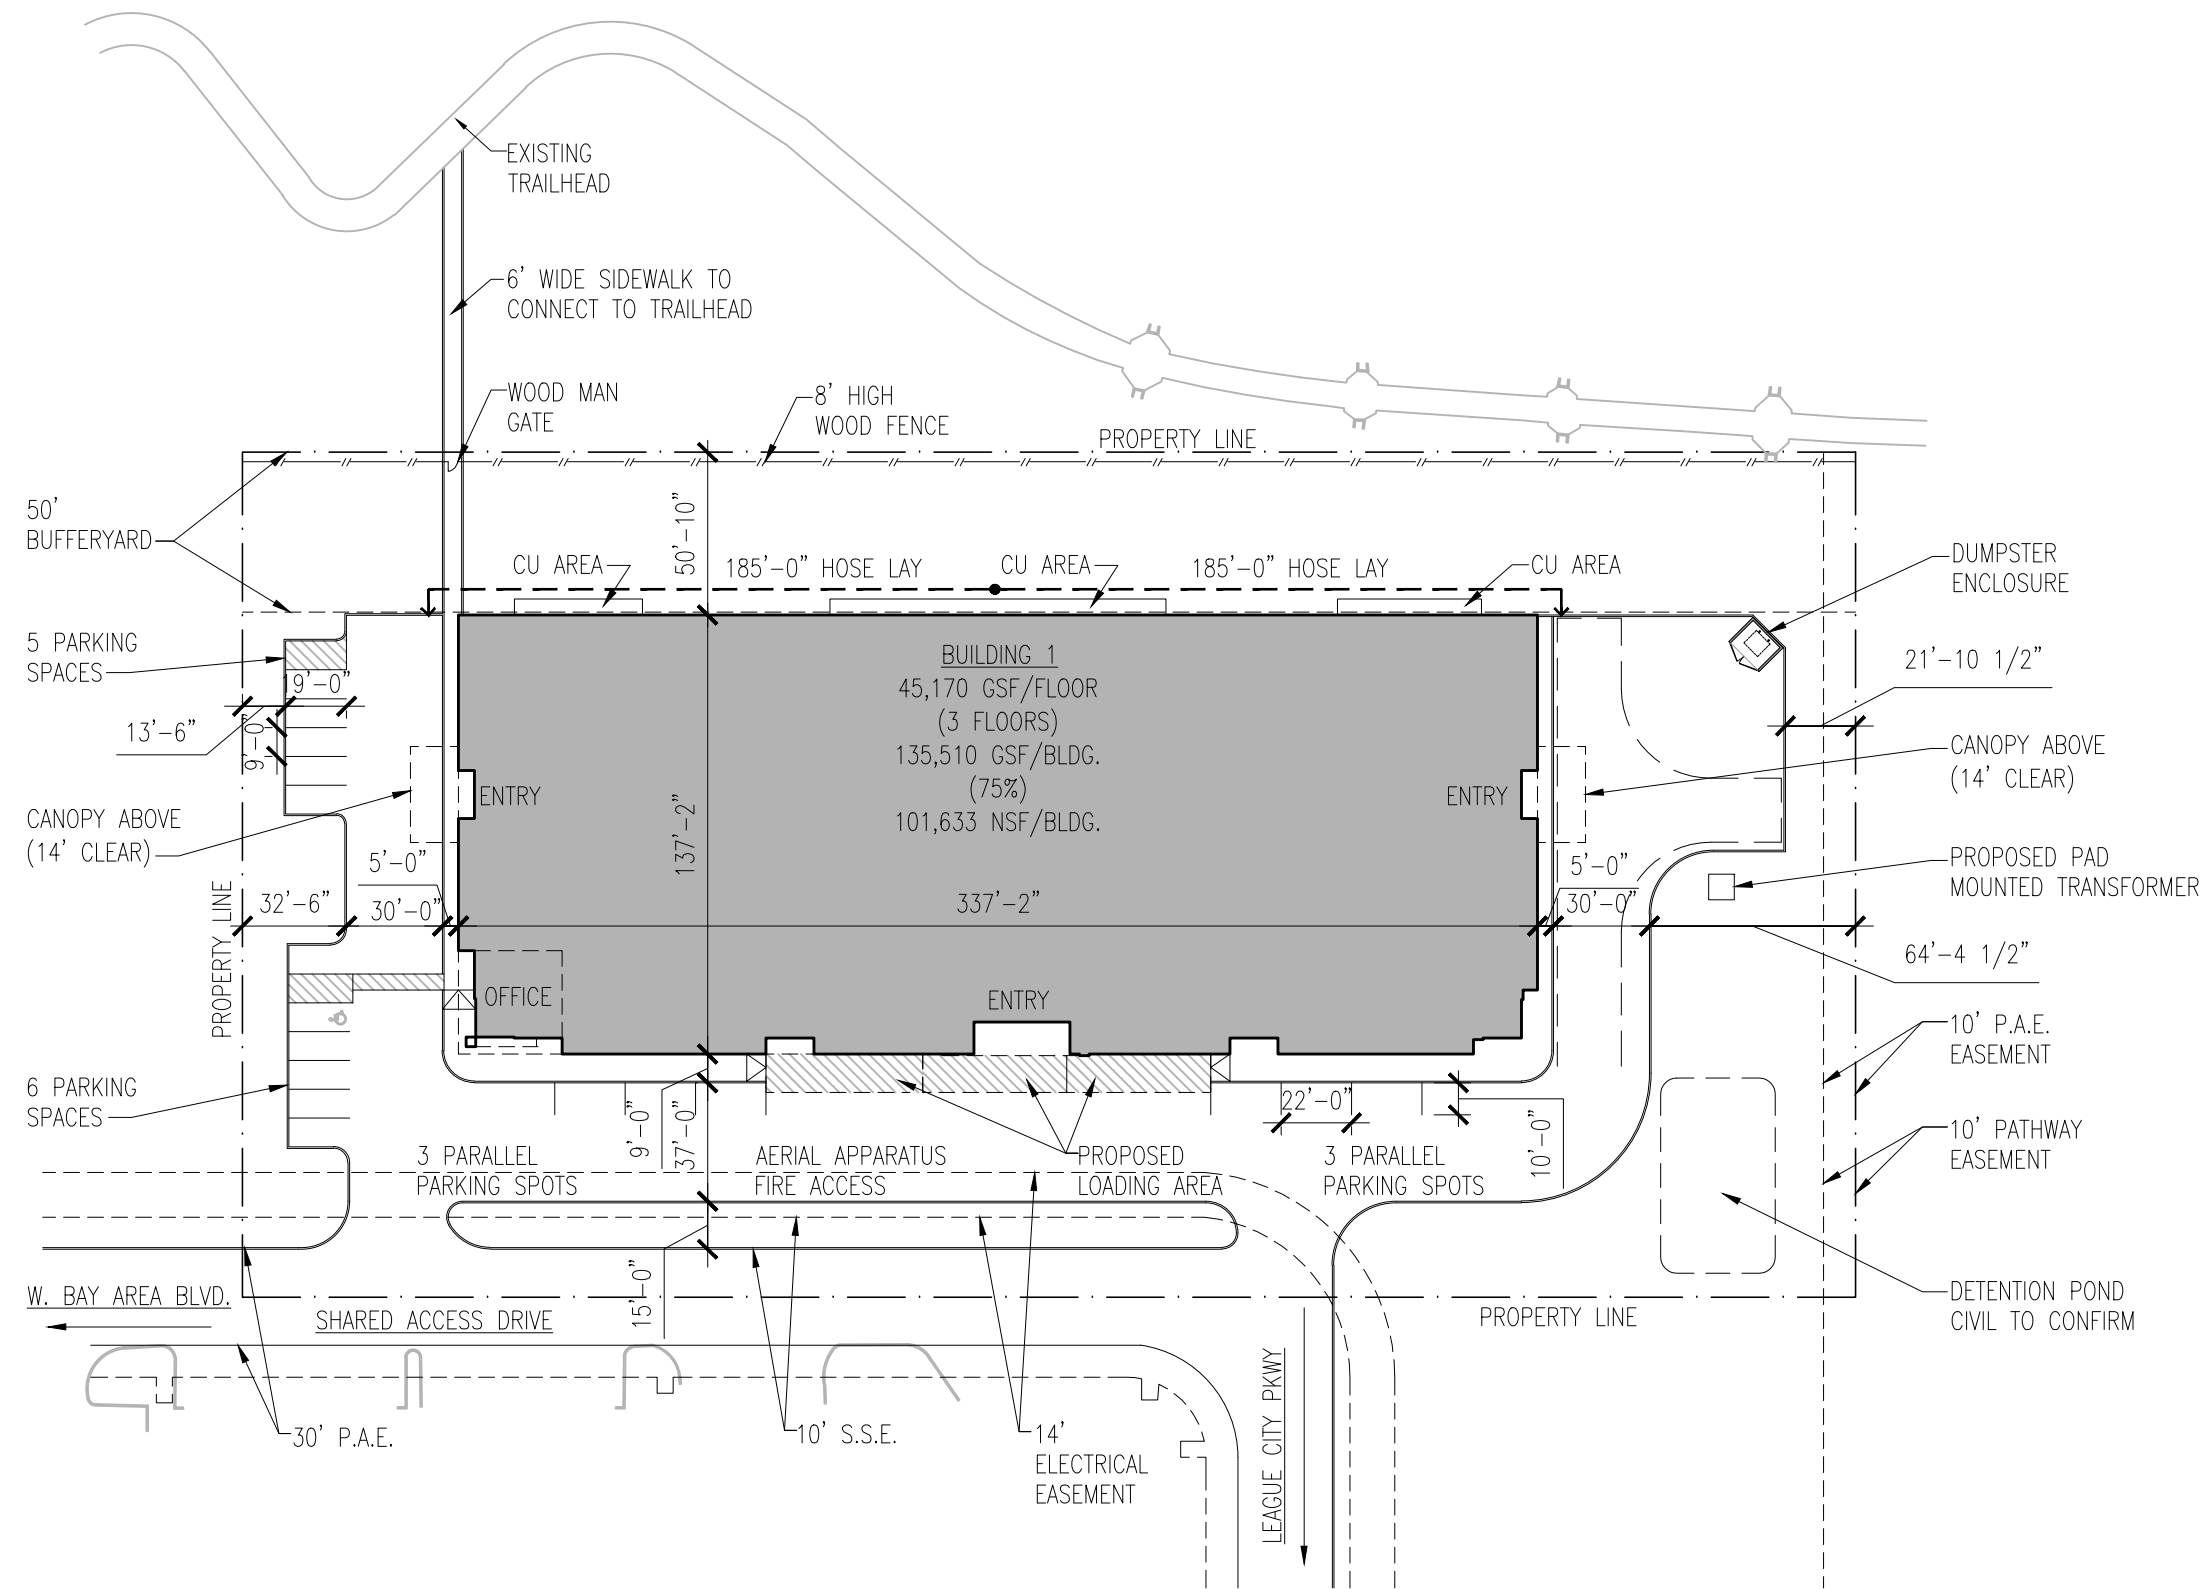 EXISTING
TRAILHEAD
6' WIDE SIDEWALK TO
CONNECT TO TRAILHEAD
WOOD MAN
GATE
8' HIGH
WOOD FENCE
PROPERTY LINE
50'
BUFFERYARD
50'-10"
CU AREA
185'-0" HOSE LAY
CU AREA
185'-0" HOSE LAY
CU AREA
DUMPSTER
ENCLOSURE
5 PARKING
SPACES
19'-0"
13'-6"
9'-0"
BUILDING 1
45,170 GSF/FLOOR
(3 FLOORS)
135,510 GSF/BLDG.
(75%)
101,633 NSF/BLDG.
21'-10 1/2"
CANOPY ABOVE
(14' CLEAR)
ENTRY
ENTRY
CANOPY ABOVE
(14' CLEAR)
137'-2"
5'-0"
5'-0"
PROPOSED PAD
MOUNTED TRANSFORMER
PROPERTY LINE
32'-6"
30'-0"
337'-2"
30'-0"
64'-4 1/2"
OFFICE
ENTRY
10' P.A.E.
EASEMENT
6 PARKING
SPACES
22'-0"
9'-0"
37'-0"
10'-0"
10' PATHWAY
EASEMENT
3 PARALLEL
PARKING SPOTS
AERIAL APPARATUS
FIRE ACCESS
PROPOSED
LOADING AREA
3 PARALLEL
PARKING SPOTS
15'-0"
W. BAY AREA BLVD.
SHARED ACCESS DRIVE
PROPERTY LINE
DETENTION POND
CIVIL TO CONFIRM
LEAGUE CITY PKWY
30' P.A.E.
10' S.S.E.
14'
ELECTRICAL
EASEMENT